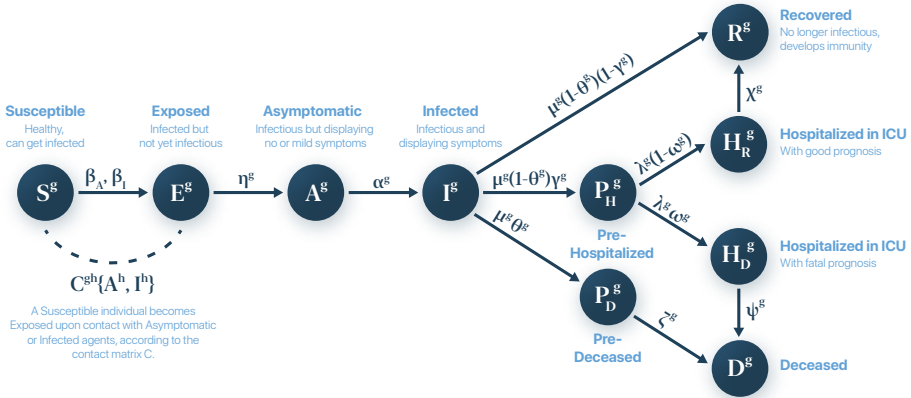 Susceptible
Healthy,
can get infected
Exposed
Infected but
not yet infectious
Asymptomatic
Infectious but displaying
no or mild symptoms
Infected
Infectious and
displaying symptoms
Recovered
No longer infectious,
develops immunity
S^g
β_A, β_I
E^g
η^g
A^g
α^g
I^g
μ^g(1-θ^g)(1-γ^g)
R^g
μ^g(1-θ^g)γ^g
P_H^g
Pre-
Hospitalized
λ^g(1-ω^g)
H_R^g
χ^g
Hospitalized in ICU
With good prognosis
λ^gω^g
H_D^g
Hospitalized in ICU
With fatal prognosis
μ^gθ^g
P_D^g
Pre-
Deceased
ζ^g
ψ^g
D^g
Deceased
C^gh{A^h, I^h}
A Susceptible individual becomes
Exposed upon contact with Asymptomatic
or Infected agents, according to the
contact matrix C.